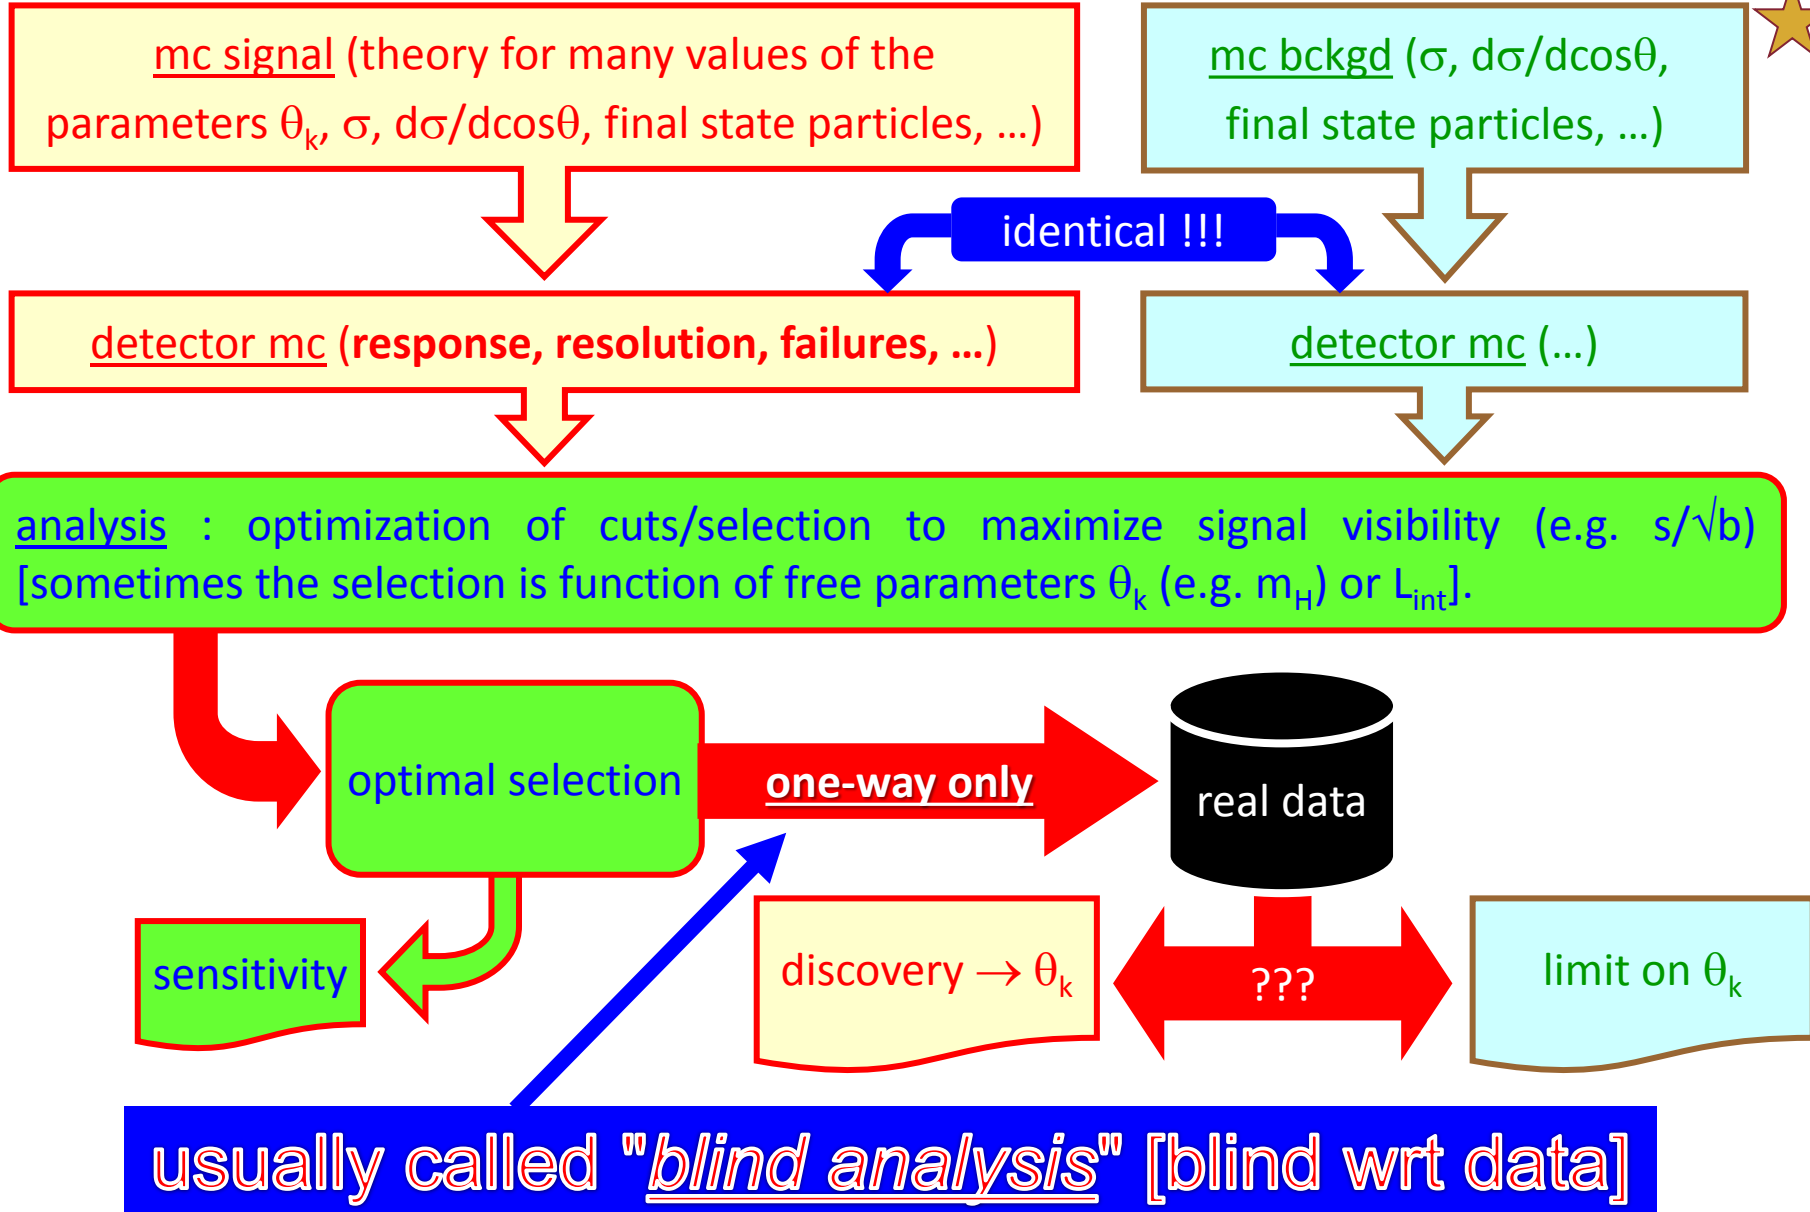 mc signal (theory for many values of the
parameters θk, σ, dσ/dcosθ, final state particles, …)
mc bckgd (σ, dσ/dcosθ,
final state particles, …)
identical !!!
detector mc (response, resolution, failures, …)
detector mc (…)
analysis : optimization of cuts/selection to maximize signal visibility (e.g. s/√b)
[sometimes the selection is function of free parameters θk (e.g. mH) or Lint].
optimal selection
one-way only
real data
sensitivity
discovery → θk
???
limit on θk
usually called "blind analysis" [blind wrt data]